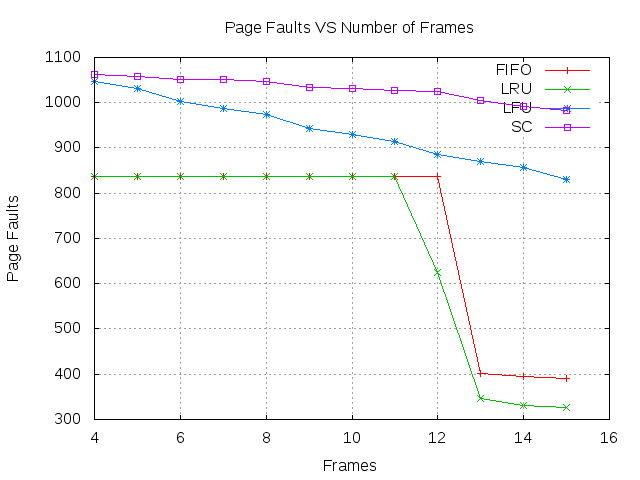 Page Faults VS Number of Frames
1100
1000
900
800
700
600
500
400
300
Page Faults
FIFO
LRU
LFU
SC
4 6 8 10 12 14 16
Frames